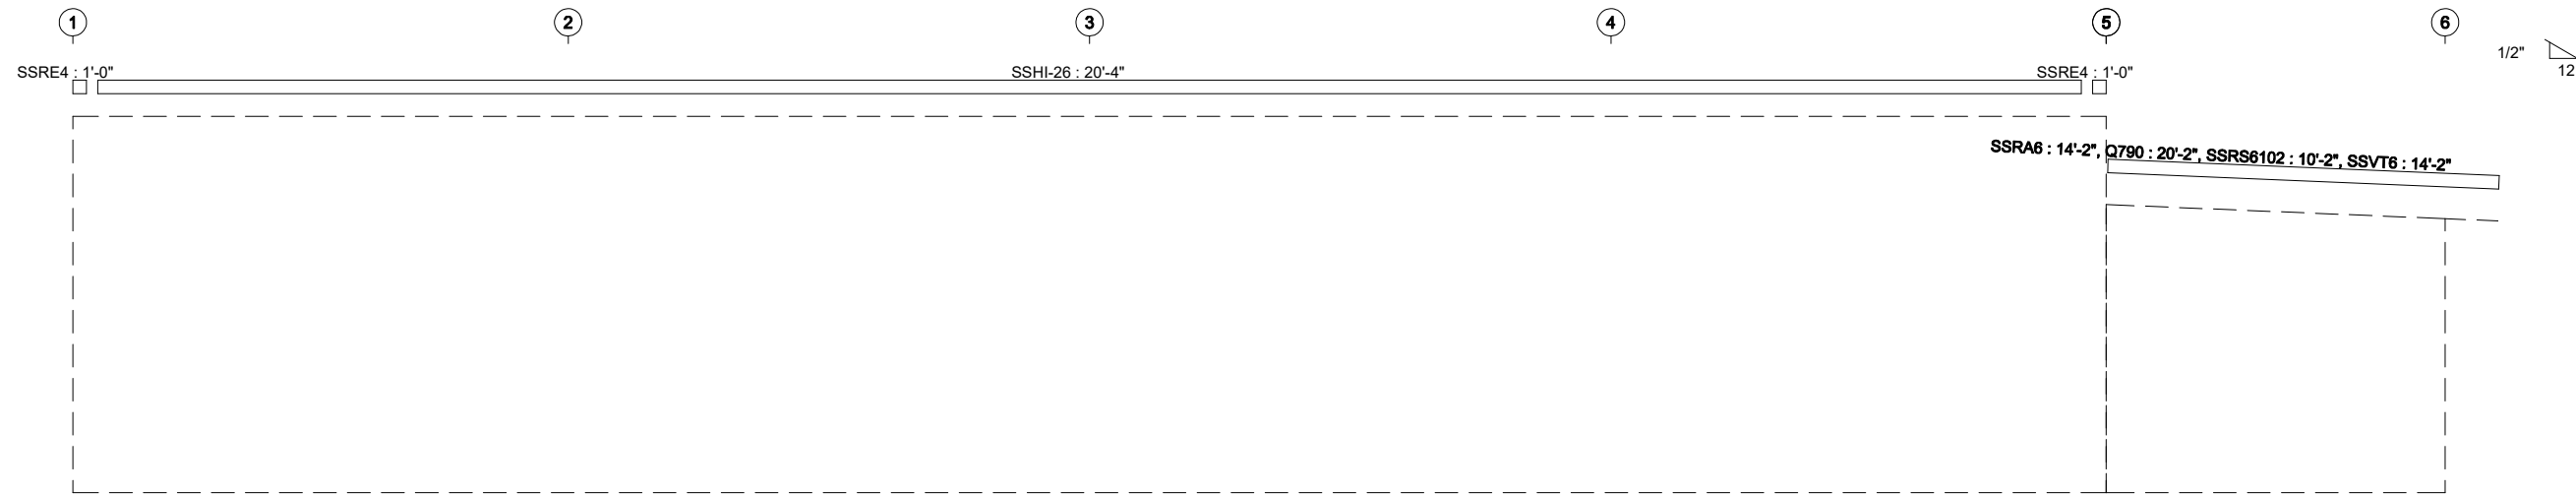 1 2 3 4 5 6
1/2"
12
SSRE4 : 1'-0" SSHI-26 : 20'-4" SSRE4 : 1'-0"
SSRA6 : 14'-2", Q790 : 20'-2", SSRS6102 : 10'-2", SSVT6 : 14'-2"